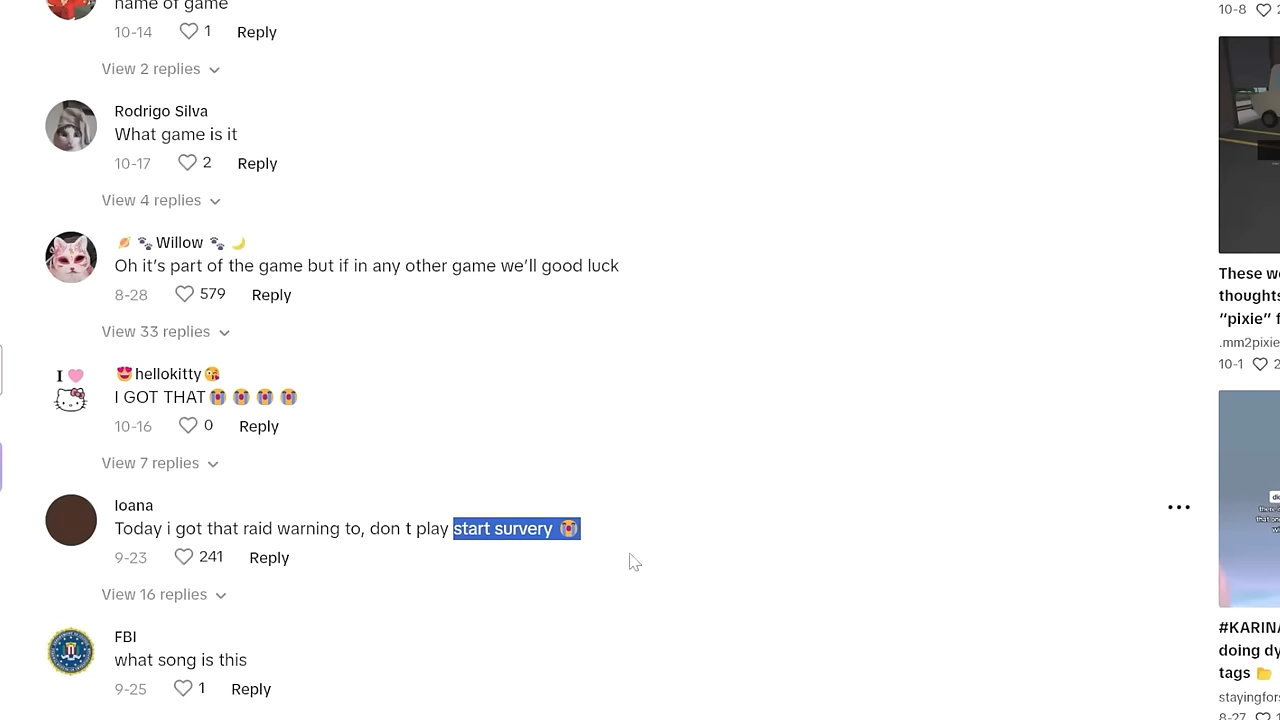 name of game
10-14 1 Reply
View 2 replies
Rodrigo Silva
What game is it
10-17 2 Reply
View 4 replies
🪐 🐾 Willow 🐾 🌙
Oh it's part of the game but if in any other game we'll good luck
8-28 579 Reply
View 33 replies
I
😍hellokitty😘
I GOT THAT😭 😭 😭 😭
10-16 0 Reply
View 7 replies
Ioana
Today i got that raid warning to, don t play start survery 😭
9-23 241 Reply
View 16 replies
FBI
what song is this
9-25 1 Reply
10-8
These
thoughts
"pixie"
.mm2pixie
10-1 2
#KARINA
doing
tags 📁
stayingfors
8-27